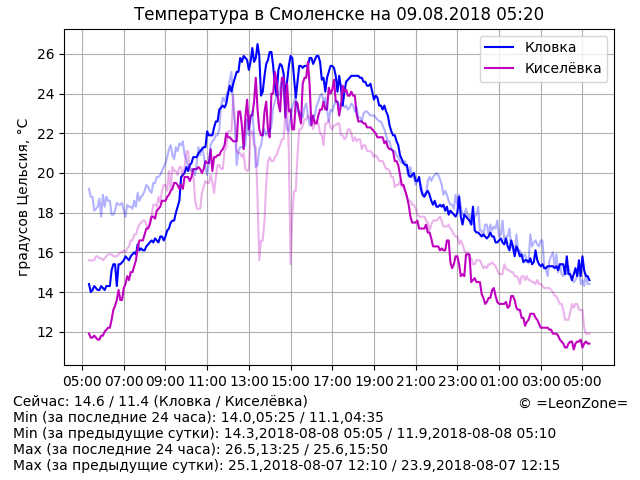 Температура в Смоленске на 09.08.2018 05:20
градусов Цельсия, °C
26
24
22
20
18
16
14
12
Кловка
Киселёвка
05:00 07:00 09:00 11:00 13:00 15:00 17:00 19:00 21:00 23:00 01:00 03:00 05:00
Сейчас: 14.6 / 11.4 (Кловка / Киселёвка)
© =LeonZone=
Min (за последние 24 часа): 14.0,05:25 / 11.1,04:35
Min (за предыдущие сутки): 14.3,2018-08-08 05:05 / 11.9,2018-08-08 05:10
Max (за последние 24 часа): 26.5,13:25 / 25.6,15:50
Max (за предыдущие сутки): 25.1,2018-08-07 12:10 / 23.9,2018-08-07 12:15